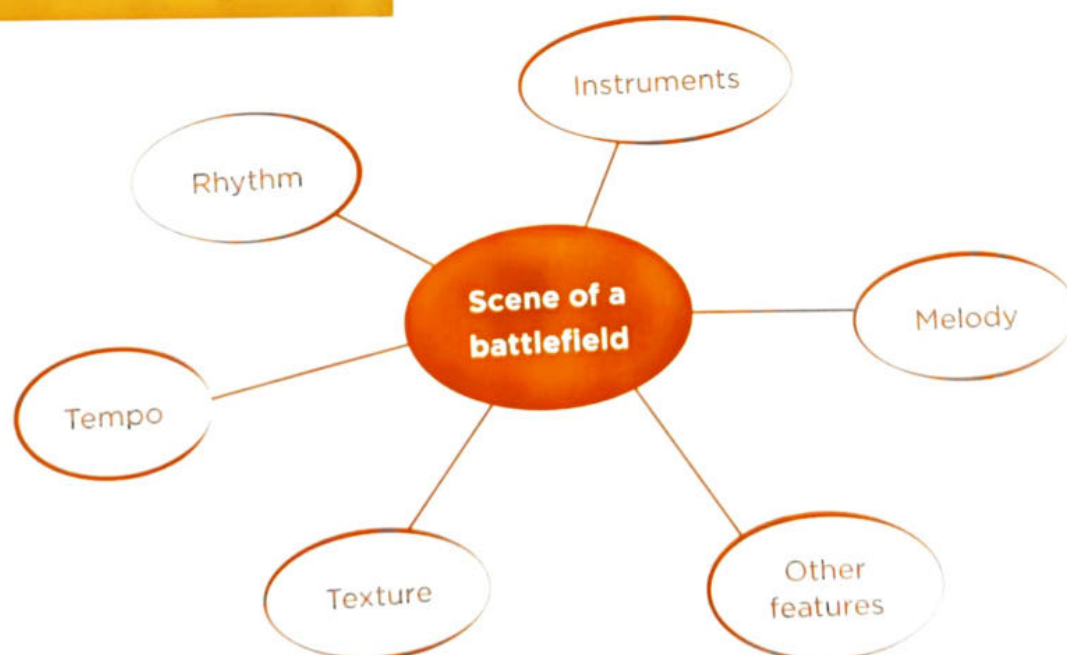 Instruments
Rhythm
Scene of a
battlefield
Melody
Tempo
Texture
Other
features